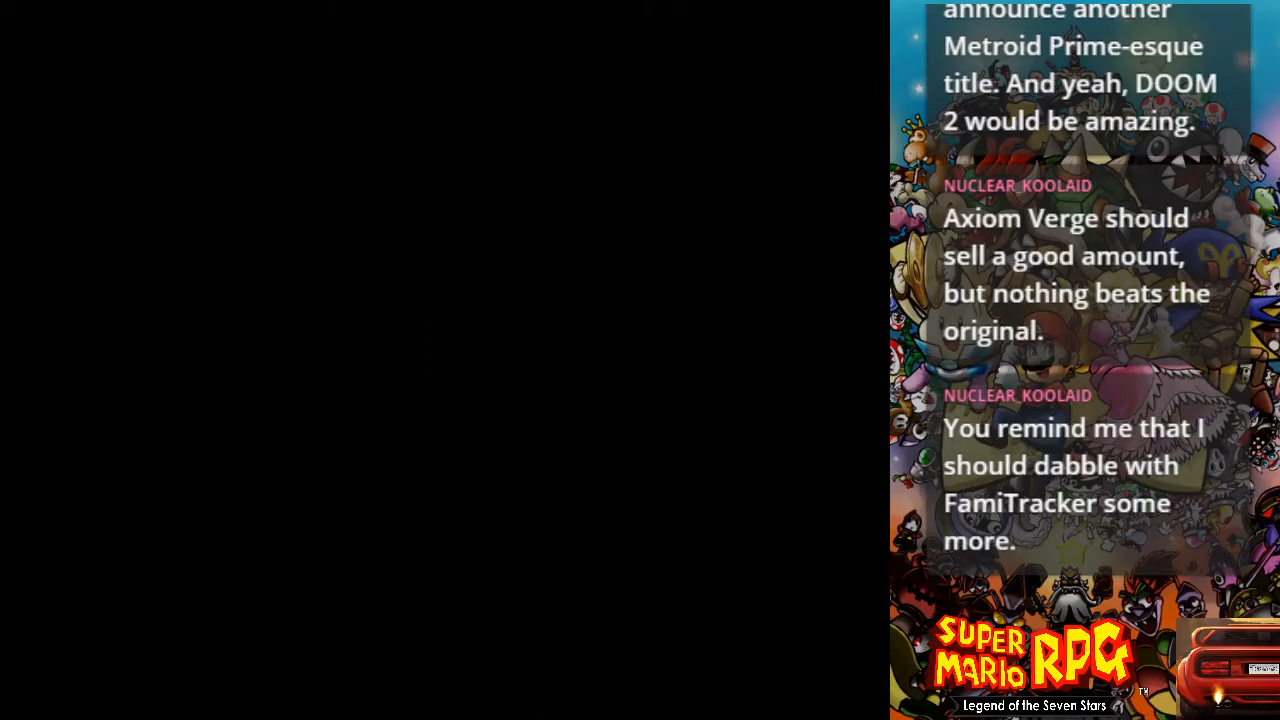 announce another
Metroid Prime-esque
title. And yeah, DOOM
2 would be amazing.
NUCLEAR_KOOLAID
Axiom Verge should
sell a good amount,
but nothing beats the
original.
NUCLEAR_KOOLAID
You remind me that I
should dabble with
FamiTracker some
more.
SUPER
MARIO
RPG
TM
Legend of the Seven Stars